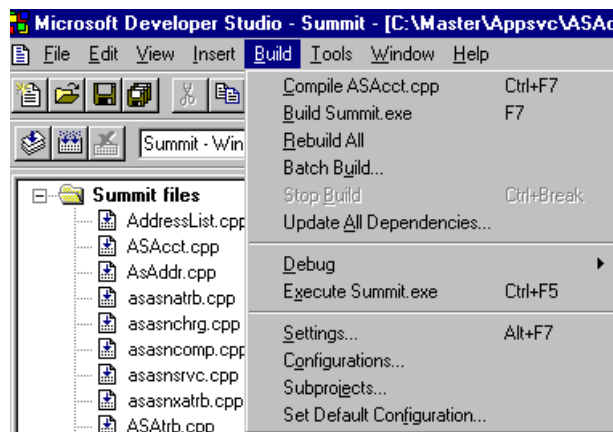 Microsoft Developer Studio - Summit - [C:\Master\Appsvc\ASAc
File Edit View Insert Build Tools Window Help
Compile ASAcct.cpp Ctrl+F7
Build Summit.exe F7
Rebuild All
Batch Build...
Stop Build Ctrl+Break
Update All Dependencies...
Debug
Execute Summit.exe Ctrl+F5
Settings... Alt+F7
Configurations...
Subprojects...
Set Default Configuration...
Summit - Win
Summit files
AddressList.cpp
ASAcct.cpp
AsAddr.cpp
asasnatrb.cpp
asasnchrg.cpp
asasncomp.cpp
asasnsrvc.cpp
asasnxatrb.cpp
ASAtrb.cpp